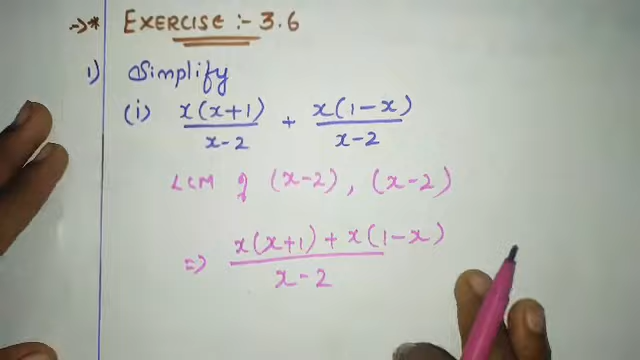 ->* EXERCISE :- 3.6
1) Simplify
(i) x(x+1)/x-2 + x(1-x)/x-2
LCM of (x-2), (x-2)
=> x(x+1) + x(1-x)/x-2